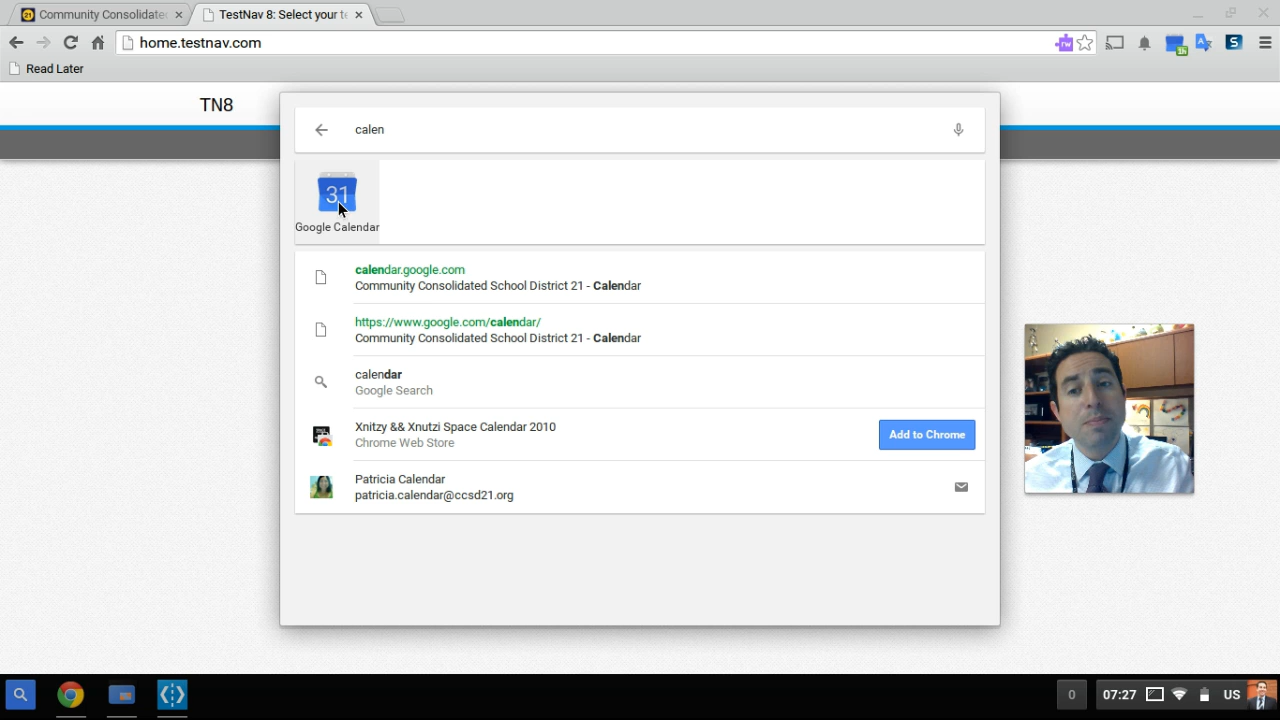 Community Consolidate
TestNav 8: Select your te
home.testnav.com
rw
1h
Read Later
TN8
calen
31
Google Calendar
calendar.google.com
Community Consolidated School District 21 - Calendar
https://www.google.com/calendar/
Community Consolidated School District 21 - Calendar
calendar
Google Search
Xnitzy && Xnutzi Space Calendar 2010
Chrome Web Store
Add to Chrome
Patricia Calendar
patricia.calendar@ccsd21.org
0
07:27
US